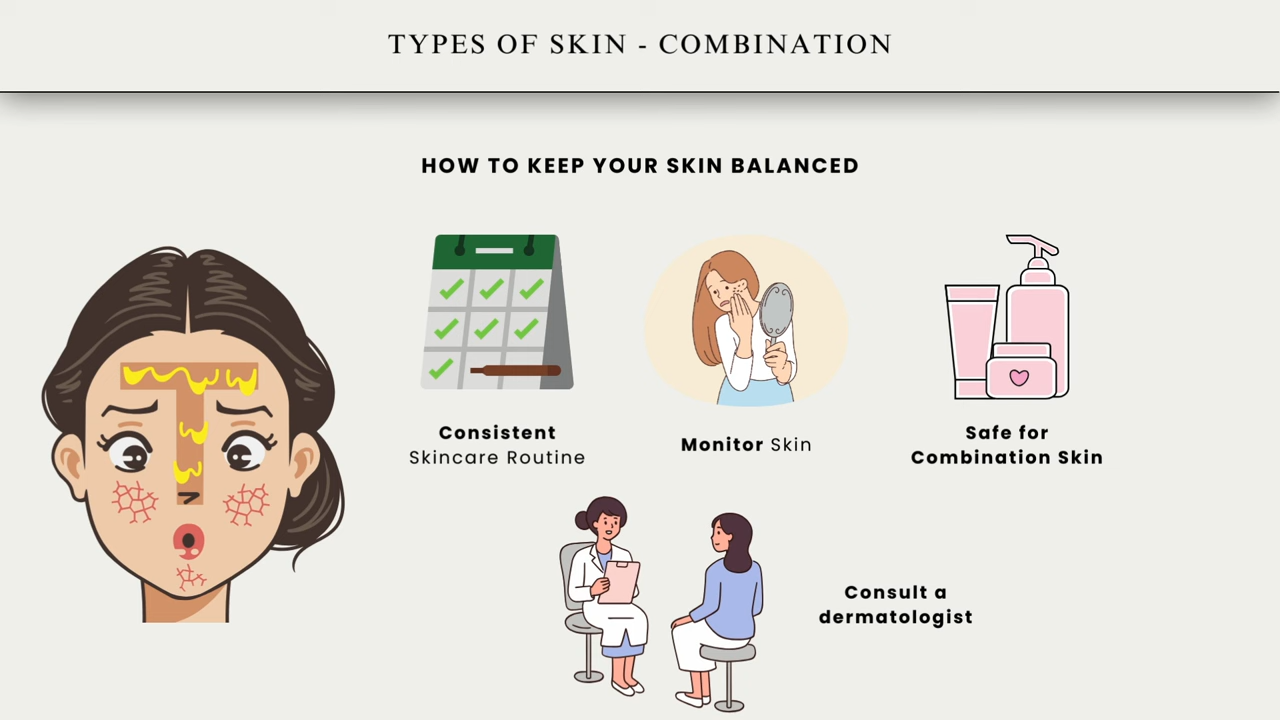 TYPES OF SKIN - COMBINATION
HOW TO KEEP YOUR SKIN BALANCED
Consistent
Skincare Routine
Monitor Skin
Safe for
Combination Skin
Consult a
dermatologist